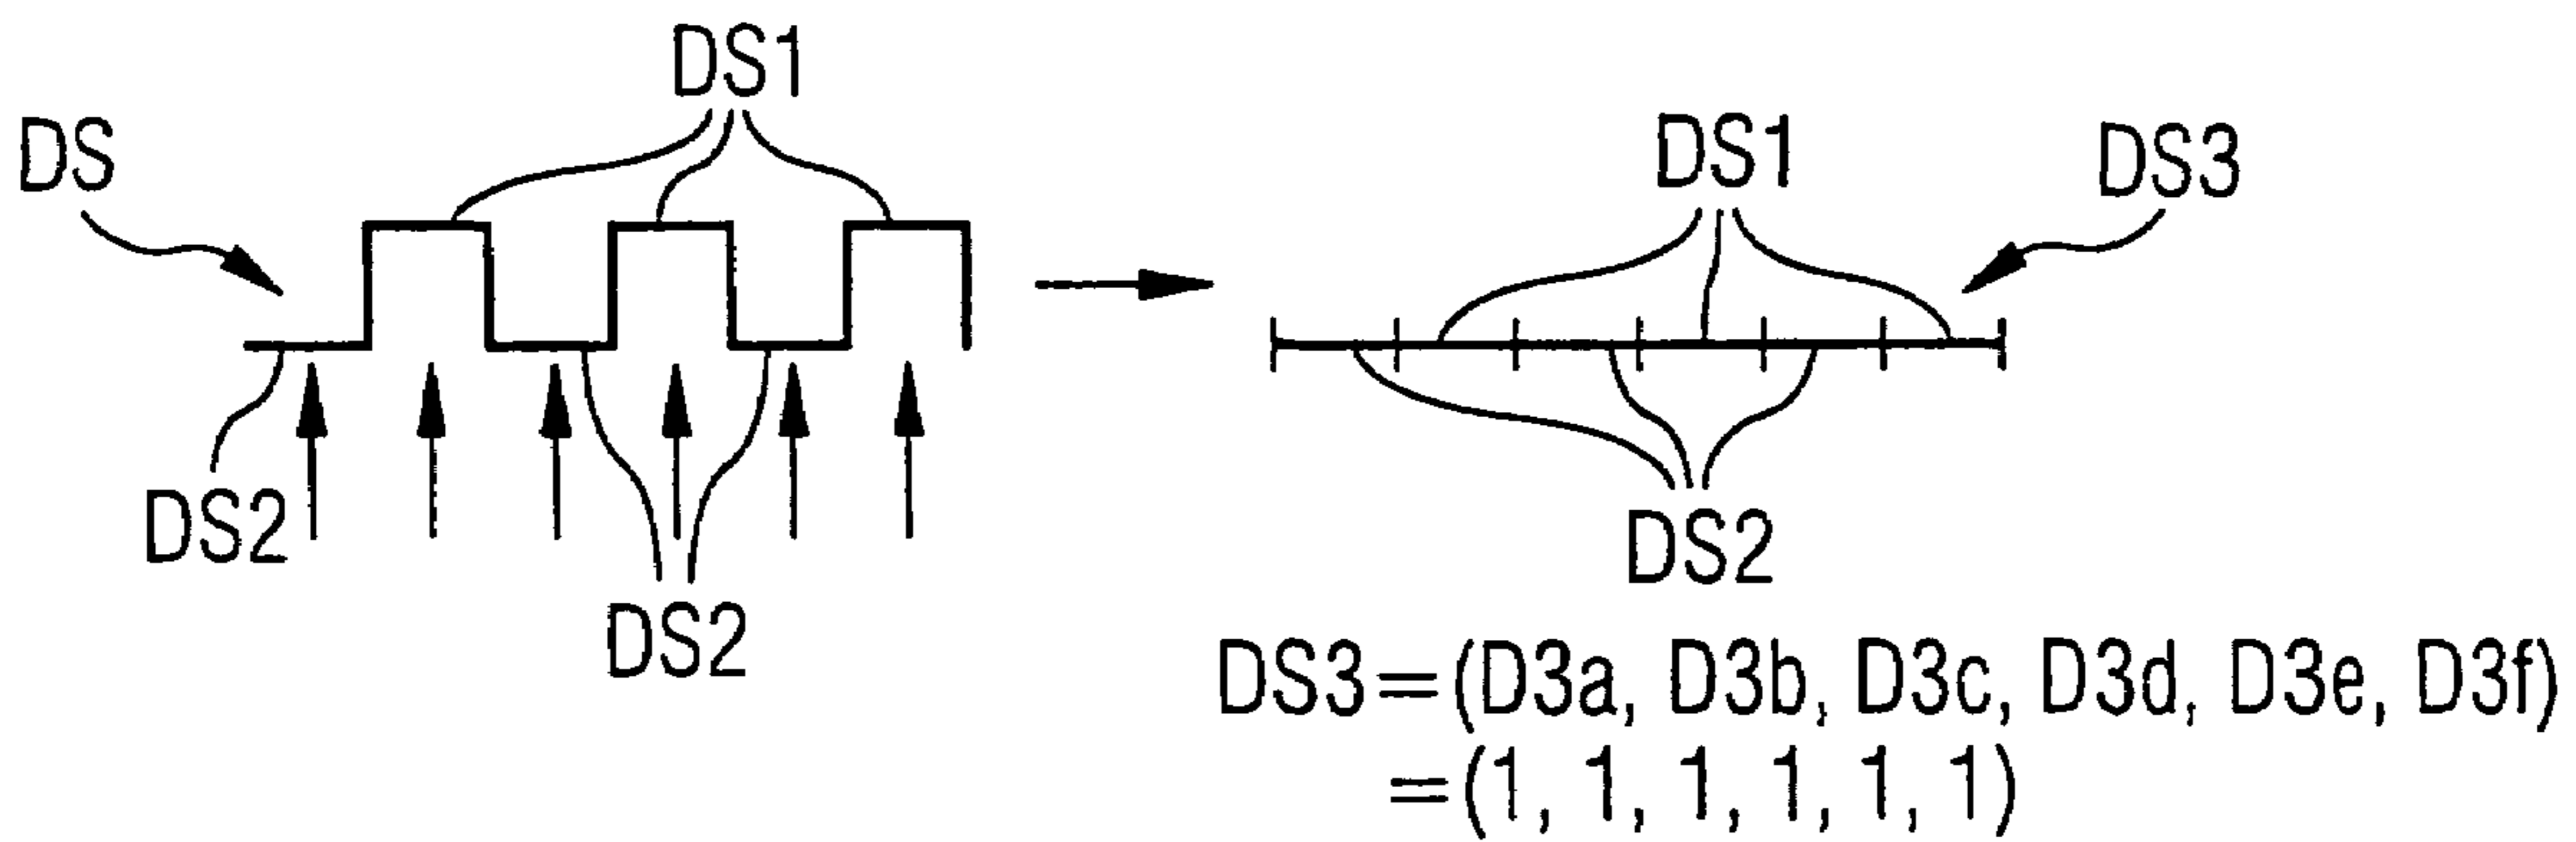 DS1
DS
DS1
DS3
DS2
DS2
DS2
DS3=(D3a, D3b, D3c, D3d, D3e, D3f)
=(1, 1, 1, 1, 1, 1)